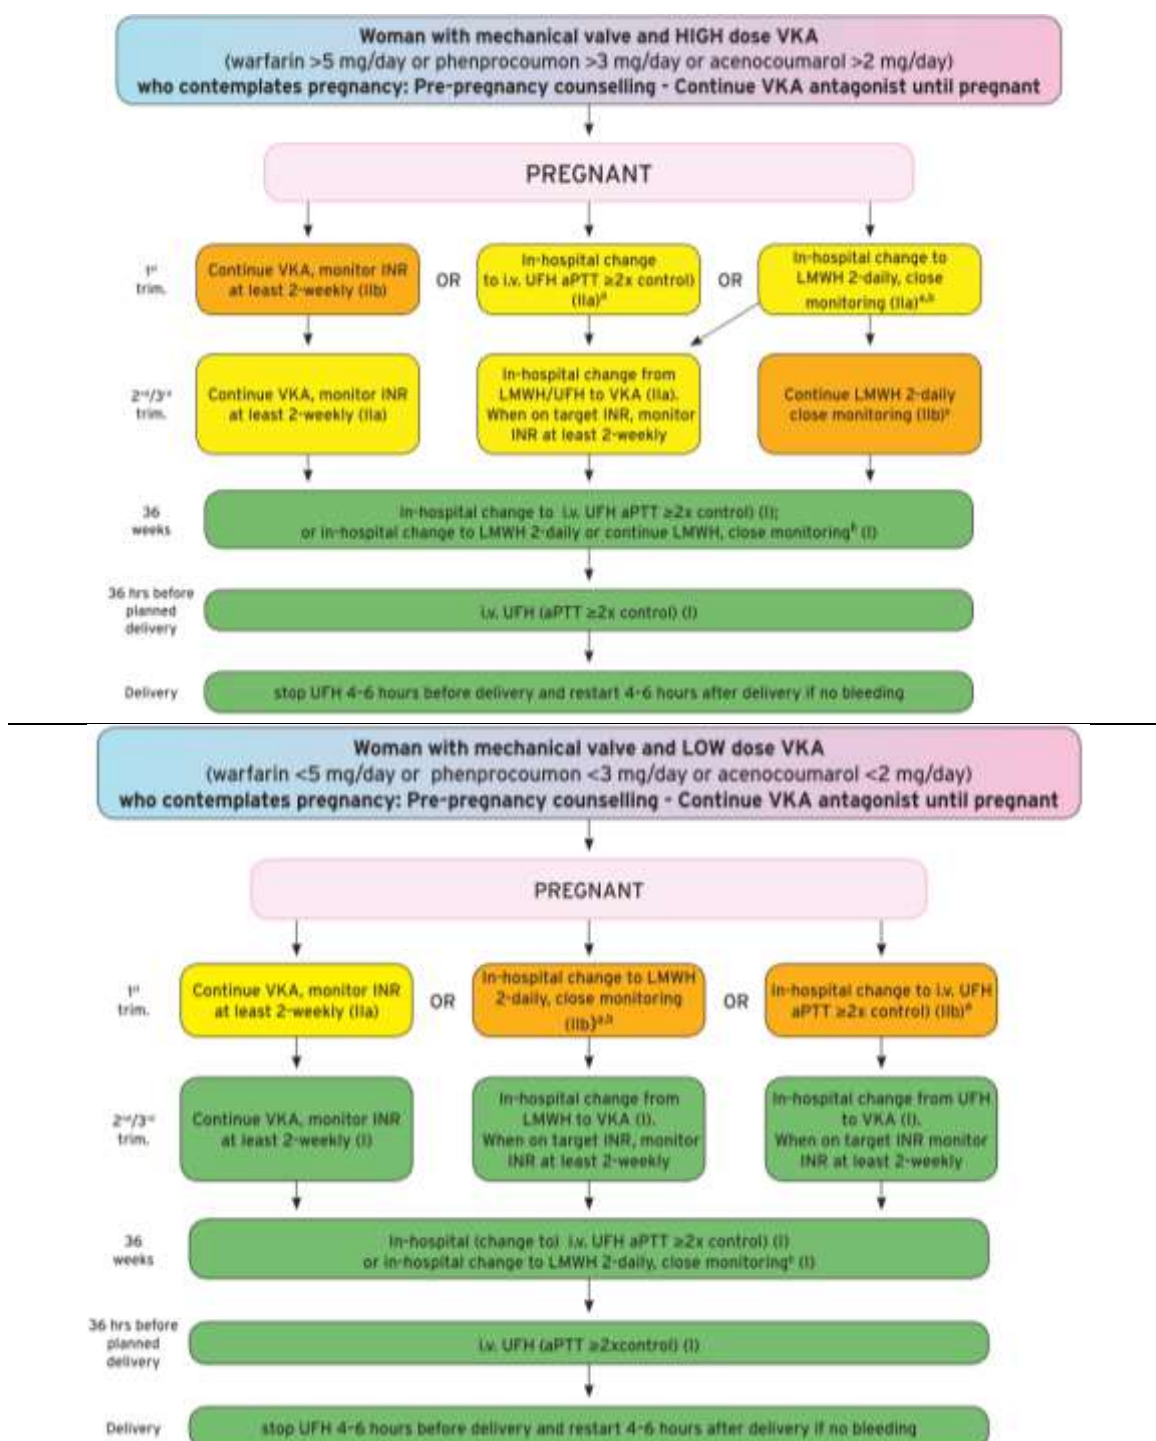 Woman with mechanical valve and HIGH dose VKA
(warfarin >5 mg/day or phenprocoumon >3 mg/day or acenocoumarol >2 mg/day)
who contemplates pregnancy: Pre-pregnancy counselling - Continue VKA antagonist until pregnant
PREGNANT
1st
trim.
Continue VKA, monitor INR
at least 2-weekly (IIb)
OR
In-hospital change
to i.v. UFH aPTT ≥2x control)
(IIa)a
OR
In-hospital change to
LMWH 2-daily, close
monitoring (IIa)a,b
2nd/3rd
trim.
Continue VKA, monitor INR
at least 2-weekly (IIa)
In-hospital change from
LMWH/UFH to VKA (IIa).
When on target INR, monitor
INR at least 2-weekly
Continue LMWH 2-daily
close monitoring (IIb)
36
weeks
In-hospital change to i.v. UFH aPTT ≥2x control) (I);
or in-hospital change to LMWH 2-daily or continue LMWH, close monitoring (I)
36 hrs before
planned
delivery
i.v. UFH (aPTT ≥2x control) (I)
Delivery
stop UFH 4-6 hours before delivery and restart 4-6 hours after delivery if no bleeding
Woman with mechanical valve and LOW dose VKA
(warfarin <5 mg/day or phenprocoumon <3 mg/day or acenocoumarol <2 mg/day)
who contemplates pregnancy: Pre-pregnancy counselling - Continue VKA antagonist until pregnant
PREGNANT
1st
trim.
Continue VKA, monitor INR
at least 2-weekly (IIa)
OR
In-hospital change to LMWH
2-daily, close monitoring
(IIb)a,b
OR
In-hospital change to i.v. UFH
aPTT ≥2x control) (IIb)a
2nd/3rd
trim.
Continue VKA, monitor INR
at least 2-weekly (I)
In-hospital change from
LMWH to VKA (I).
When on target INR, monitor
INR at least 2-weekly
In-hospital change from UFH
to VKA (I).
When on target INR monitor
INR at least 2-weekly
36
weeks
In-hospital (change to) i.v. UFH aPTT ≥2x control) (I)
or in-hospital change to LMWH 2-daily, close monitoring (I)
36 hrs before
planned
delivery
i.v. UFH (aPTT ≥2xcontrol) (I)
Delivery
stop UFH 4-6 hours before delivery and restart 4-6 hours after delivery if no bleeding